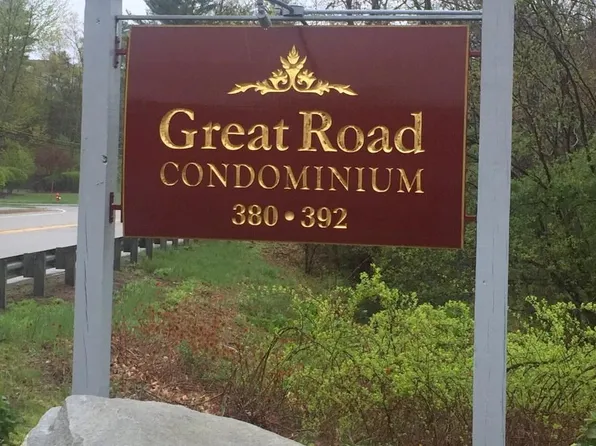 Great Road
CONDOMINIUM
380 • 392